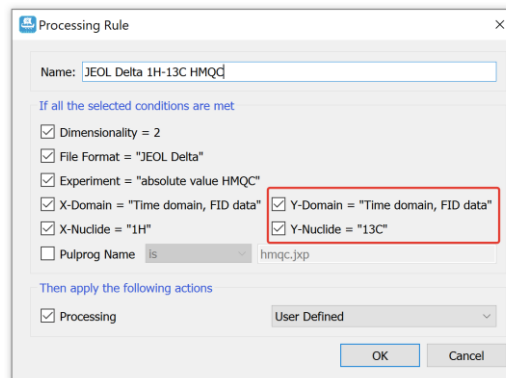 Processing Rule
Name: JEOL Delta 1H-13C HMQC
If all the selected conditions are met
Dimensionality = 2
File Format = "JEOL Delta"
Experiment = "absolute value HMQC"
X-Domain = "Time domain, FID data" Y-Domain = "Time domain, FID data"
X-Nuclide = "1H" Y-Nuclide = "13C"
Pulprog Name is hmqc.jxp
Then apply the following actions
Processing User Defined
OK Cancel